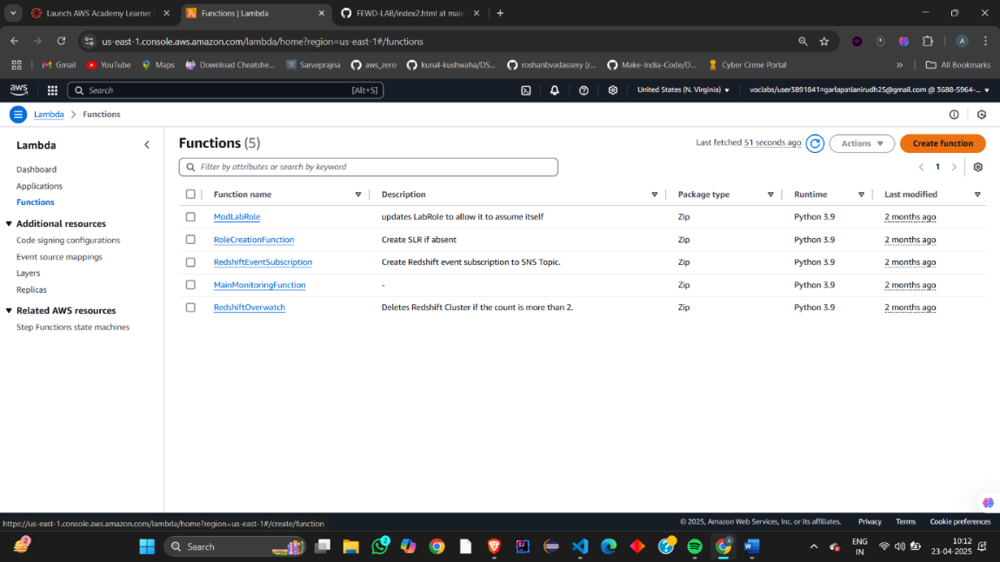 Launch AWS Academy Learner
Functions | Lambda
FEWD-LAB/index2.html at main
us-east-1.console.aws.amazon.com/lambda/home?region=us-east-1#/functions
Gmail
YouTube
Maps
Download Cheatshe...
Sarveprajna
aws_zero
kunal-kushwaha/DS...
roshanbvadassery (r...
Make-India-Code/D...
Cyber Crime Portal
»
All Bookmarks
aws
Search
[Alt+S]
United States (N. Virginia)
voclabs/user3891841=garlapatianirudh25@gmail.com @ 3688-5964-...
Lambda > Functions
Lambda
Dashboard
Applications
Functions
Additional resources
Code signing configurations
Event source mappings
Layers
Replicas
Related AWS resources
Step Functions state machines
Functions (5)
Last fetched 51 seconds ago
Actions
Create function
Filter by attributes or search by keyword
1
Function name Description Package type Runtime Last modified
ModLabRole updates LabRole to allow it to assume itself Zip Python 3.9 2 months ago
RoleCreationFunction Create SLR if absent Zip Python 3.9 2 months ago
RedshiftEventSubscription Create Redshift event subscription to SNS Topic. Zip Python 3.9 2 months ago
MainMonitoringFunction - Zip Python 3.9 2 months ago
RedshiftOverwatch Deletes Redshift Cluster if the count is more than 2. Zip Python 3.9 2 months ago
https://us-east-1.console.aws.amazon.com/lambda/home?region=us-east-1#/create/function
© 2025, Amazon Web Services, Inc. or its affiliates.
Privacy
Terms
Cookie preferences
2
Search
2
A
ENG
IN
10:12
23-04-2025